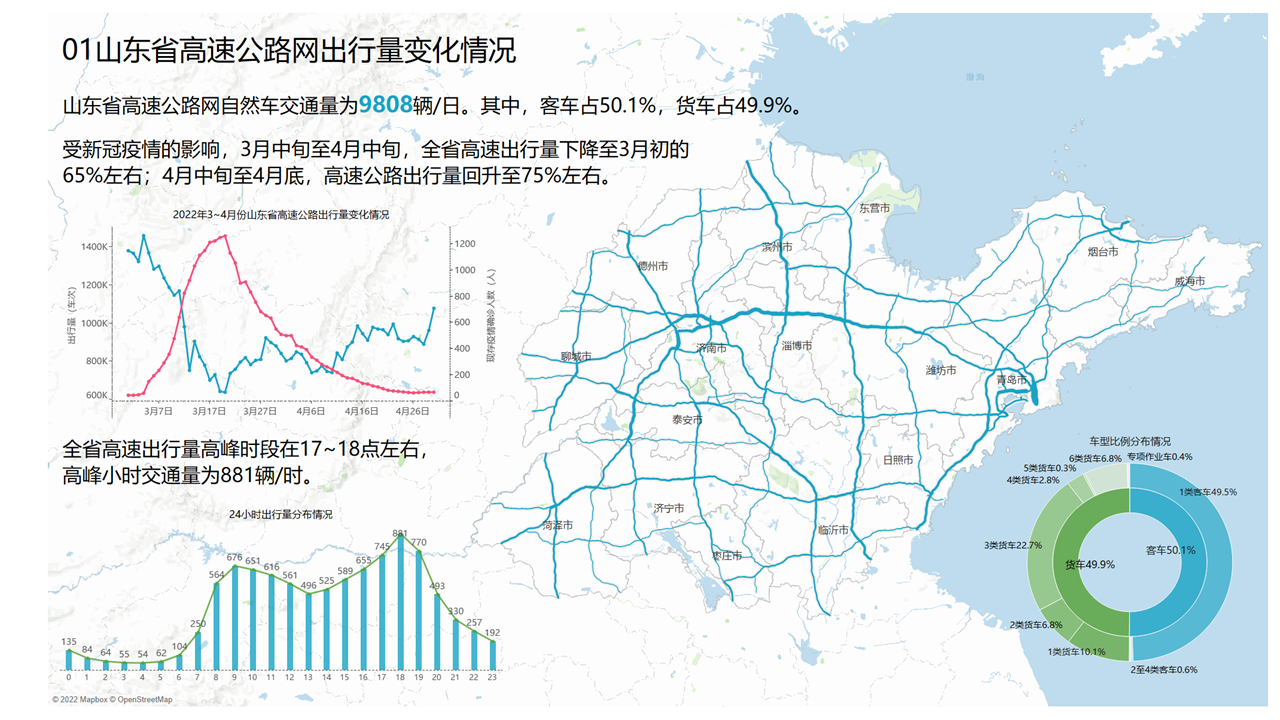 01山东省高速公路网出行量变化情况
山东省高速公路网自然车交通量为9808辆/日。其中，客车占50.1%，货车占49.9%。
受新冠疫情的影响，3月中旬至4月中旬，全省高速出行量下降至3月初的
65%左右；4月中旬至4月底，高速公路出行量回升至75%左右。
2022年3~4月份山东省高速公路出行量变化情况
出行量（车次）
1400K
1200K
1000K
800K
600K
1200
1000
800
600
400
200
0
现存疫情确诊人数（人）
3月7日 3月17日 3月27日 4月6日 4月16日 4月26日
全省高速出行量高峰时段在17~18点左右，
高峰小时交通量为881辆/时。
24小时出行量分布情况
135 84 64 55 54 62 104 250 564 676 651 616 561 496 525 589 655 745 881 770 493 330 257 192
0 1 2 3 4 5 6 7 8 9 10 11 12 13 14 15 16 17 18 19 20 21 22 23
© 2022 Mapbox © OpenStreetMap
渤海
东营市
滨州市
德州市
烟台市
威海市
聊城市
济南市
淄博市
潍坊市
青岛市
泰安市
日照市
菏泽市
济宁市
临沂市
枣庄市
车型比例分布情况
6类货车6.8%
专项作业车0.4%
5类货车0.3%
4类货车2.8%
1类客车49.5%
3类货车22.7%
客车50.1%
货车49.9%
2类货车6.8%
1类货车10.1%
2至4类客车0.6%